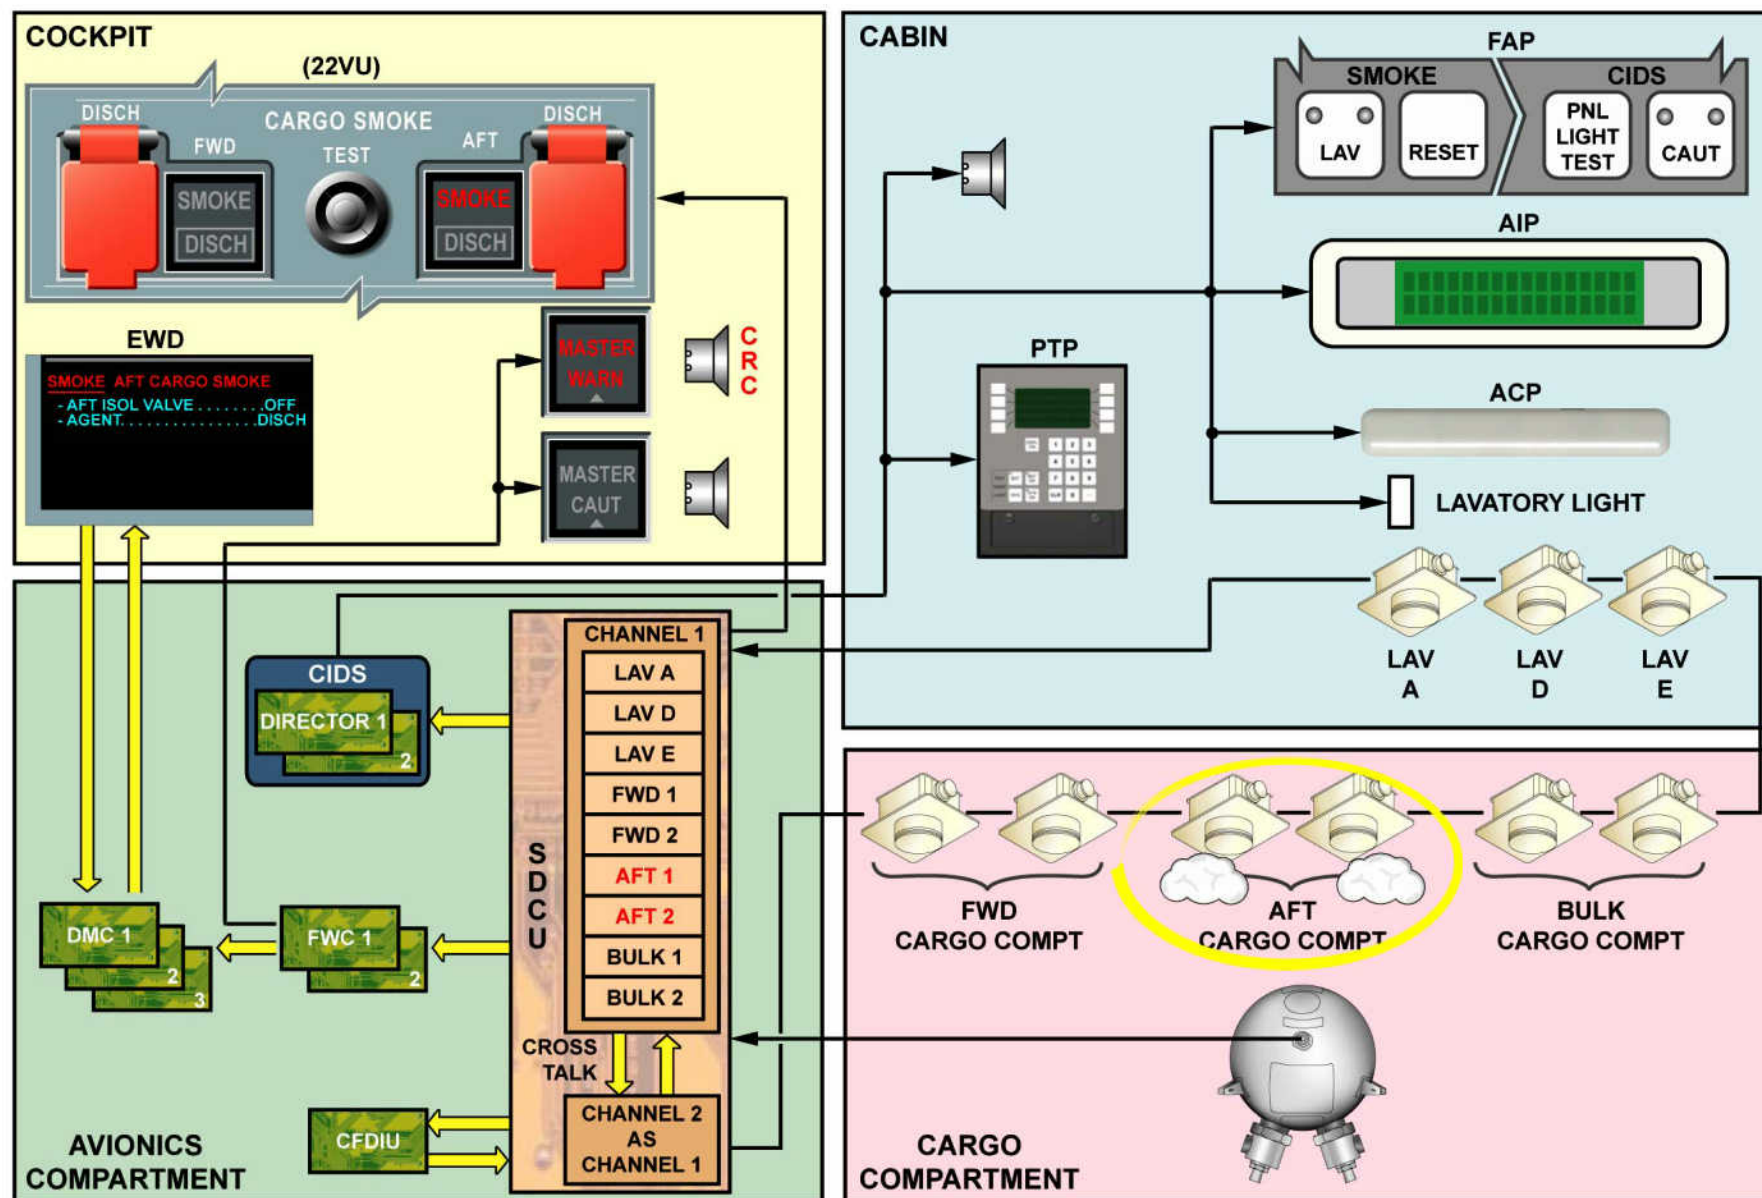 COCKPIT
(22VU)
DISCH
CARGO SMOKE
DISCH
FWD
TEST
AFT
SMOKE
DISCH
SMOKE
DISCH
EWD
SMOKE AFT CARGO SMOKE
- AFT ISOL VALVE........OFF
- AGENT................DISCH
MASTER
WARN
C
R
C
MASTER
CAUT
CABIN
FAP
SMOKE
CIDS
LAV
RESET
PNL
LIGHT
TEST
CAUT
AIP
PTP
ACP
LAVATORY LIGHT
LAV
A
LAV
D
LAV
E
CIDS
DIRECTOR 1
2
DMC 1
2
3
FWC 1
2
CFDIU
S
D
C
U
CHANNEL 1
LAV A
LAV D
LAV E
FWD 1
FWD 2
AFT 1
AFT 2
BULK 1
BULK 2
CROSS
TALK
CHANNEL 2
AS
CHANNEL 1
AVIONICS
COMPARTMENT
FWD
CARGO COMPT
AFT
CARGO COMPT
BULK
CARGO COMPT
CARGO
COMPARTMENT